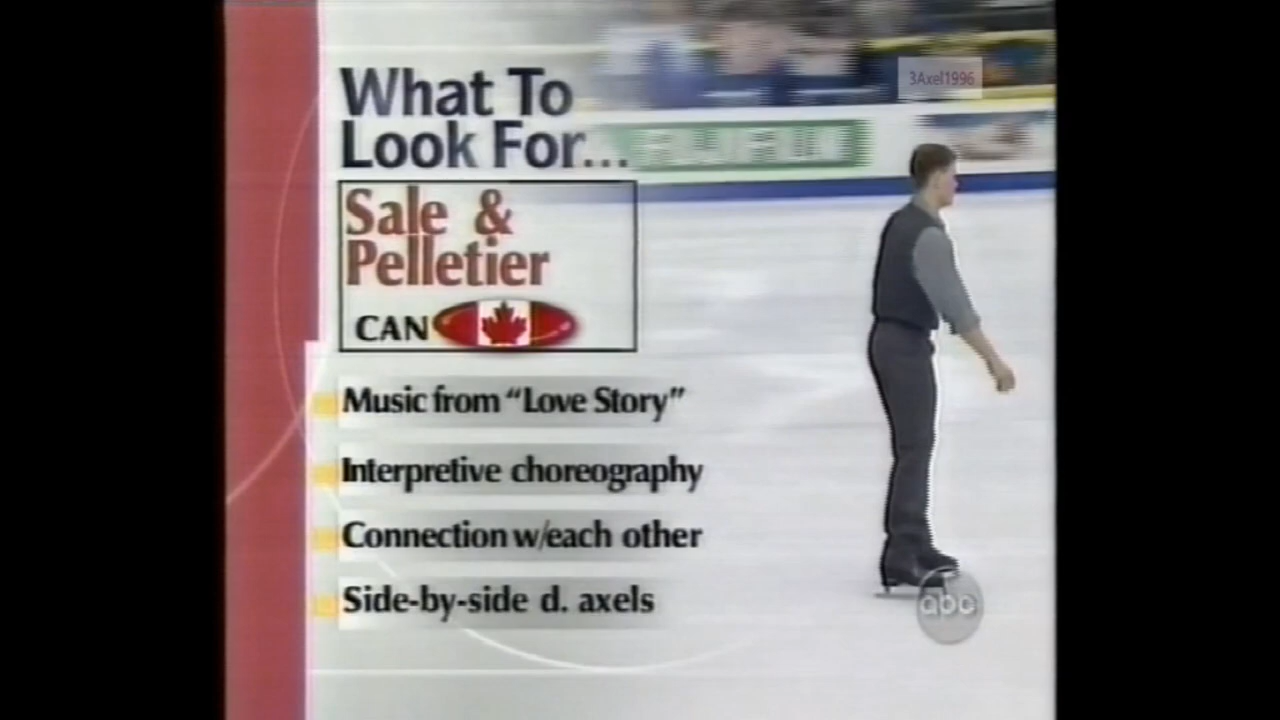 3Axel1996
What To
Look For...
FUJIFILM
Sale &
Pelletier
CAN
Music from “Love Story”
Interpretive choreography
Connection w/each other
Side-by-side d. axels
abc